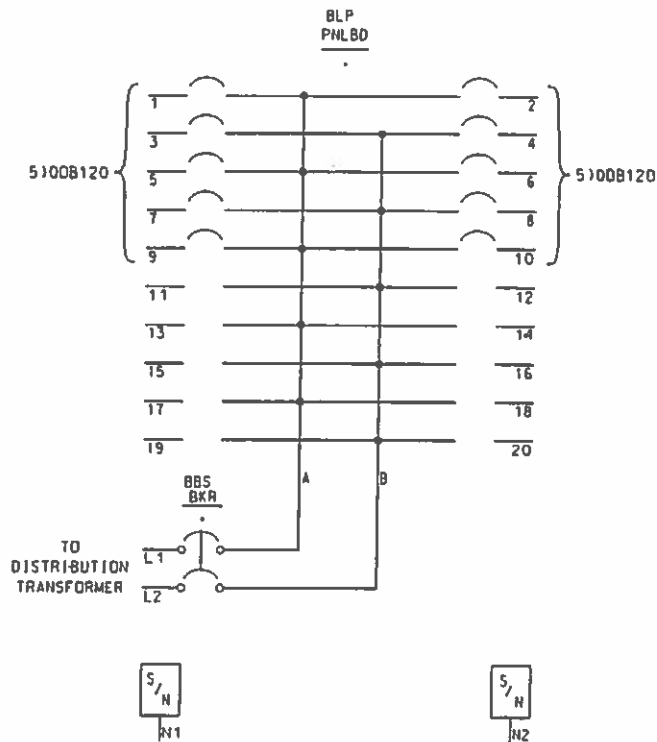 BLP
PNLBD
1 2
3 4
5)QOB120 5 6 5)QOB120
7 8
9 10
11 12
13 14
15 16
17 18
19 20
BBS
BKR
A B
TO
DISTRIBUTION
TRANSFORMER
L1
L2
S/N S/N
N1 N2